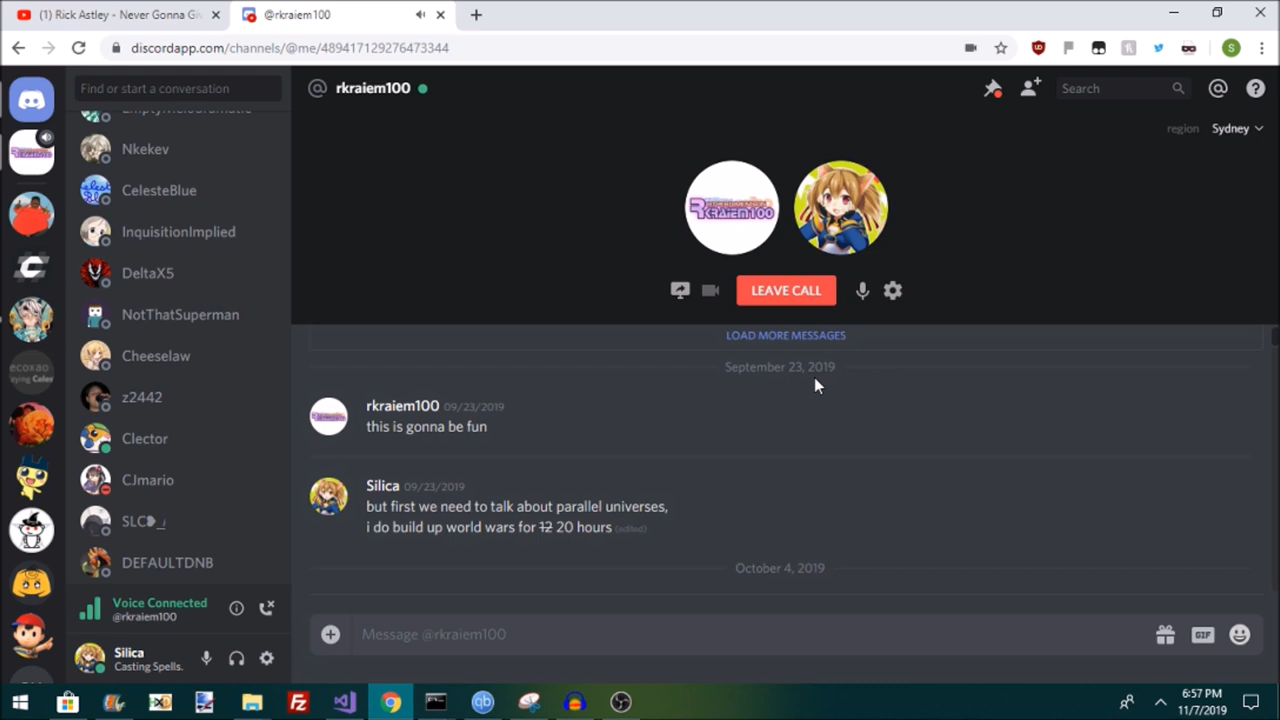 (1) Rick Astley - Never Gonna Giv
@rkraiem100
discordapp.com/channels/@me/489417129276473344
Find or start a conversation
Nkekev
CelesteBlue
InquisitionImplied
DeltaX5
NotThatSuperman
Cheeselaw
z2442
Clector
CJmario
SLC
DEFAULTDNB
Voice Connected
@rkraiem100
Silica
Casting Spells.
rkraiem100
Search
region Sydney
RKRAIEM100
LEAVE CALL
LOAD MORE MESSAGES
September 23, 2019
rkraiem100 09/23/2019
this is gonna be fun
Silica 09/23/2019
but first we need to talk about parallel universes,
i do build up world wars for 12 20 hours (edited)
October 4, 2019
Message @rkraiem100
GIF
6:57 PM
11/7/2019